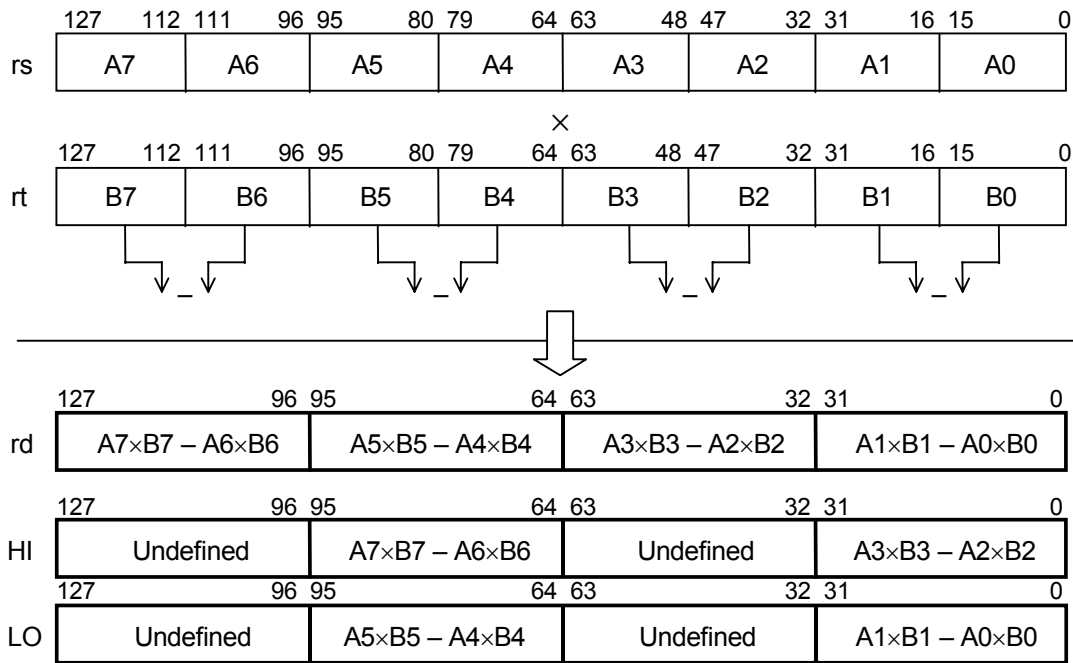 127 112 111 96 95 80 79 64 63 48 47 32 31 16 15 0
rs A7 A6 A5 A4 A3 A2 A1 A0
×
127 112 111 96 95 80 79 64 63 48 47 32 31 16 15 0
rt B7 B6 B5 B4 B3 B2 B1 B0
– – – –
127 96 95 64 63 32 31 0
rd A7×B7 – A6×B6 A5×B5 – A4×B4 A3×B3 – A2×B2 A1×B1 – A0×B0
127 96 95 64 63 32 31 0
HI Undefined A7×B7 – A6×B6 Undefined A3×B3 – A2×B2
127 96 95 64 63 32 31 0
LO Undefined A5×B5 – A4×B4 Undefined A1×B1 – A0×B0